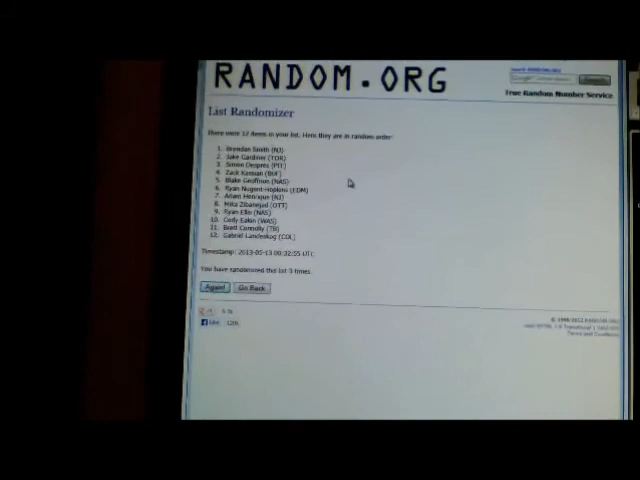 RANDOM.ORG
True Random Number Service
List Randomizer
There were 12 items in your list. Here they are in random order:
1. Brendan Smith (NJ)
2. Jake Gardiner (TOR)
3. Simon Despres (PIT)
4. Zack Kassian (BUF)
5. Blake Geoffrion (NAS)
6. Ryan Nugent-Hopkins (EDM)
7. Adam Henrique (NJ)
8. Mika Zibanejad (OTT)
9. Ryan Ellis (NAS)
10. Cody Eakin (WAS)
11. Brett Connolly (TB)
12. Gabriel Landeskog (COL)
Timestamp: 2013-05-13 00:32:55 UTC
You have randomized this list 3 times.
Again! Go Back
Like
Terms and Conditions